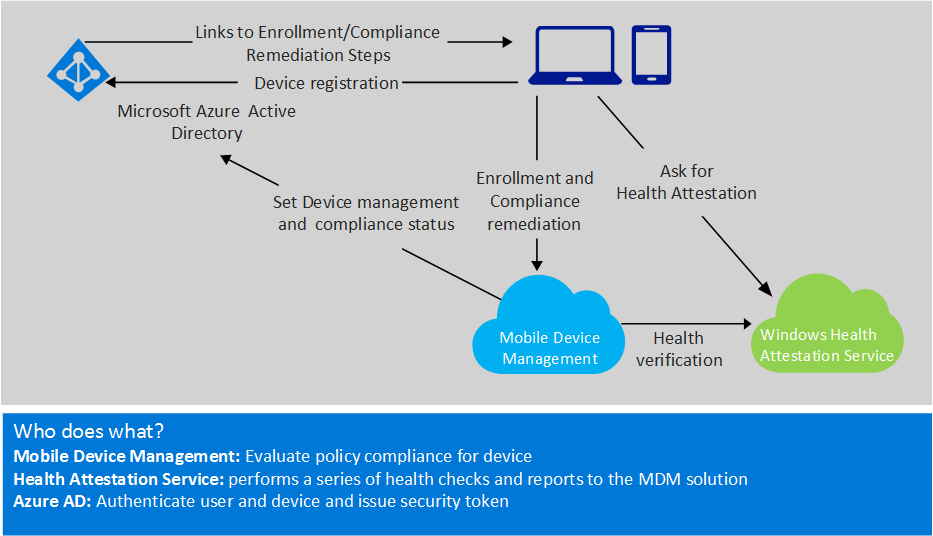 Links to Enrollment/Compliance
Remediation Steps
Device registration
Microsoft Azure Active
Directory
Set Device management
and compliance status
Enrollment and
Compliance
remediation
Ask for
Health Attestation
Mobile Device
Management
Health
verification
Windows Health
Attestation Service
Who does what?
Mobile Device Management: Evaluate policy compliance for device
Health Attestation Service: performs a series of health checks and reports to the MDM solution
Azure AD: Authenticate user and device and issue security token